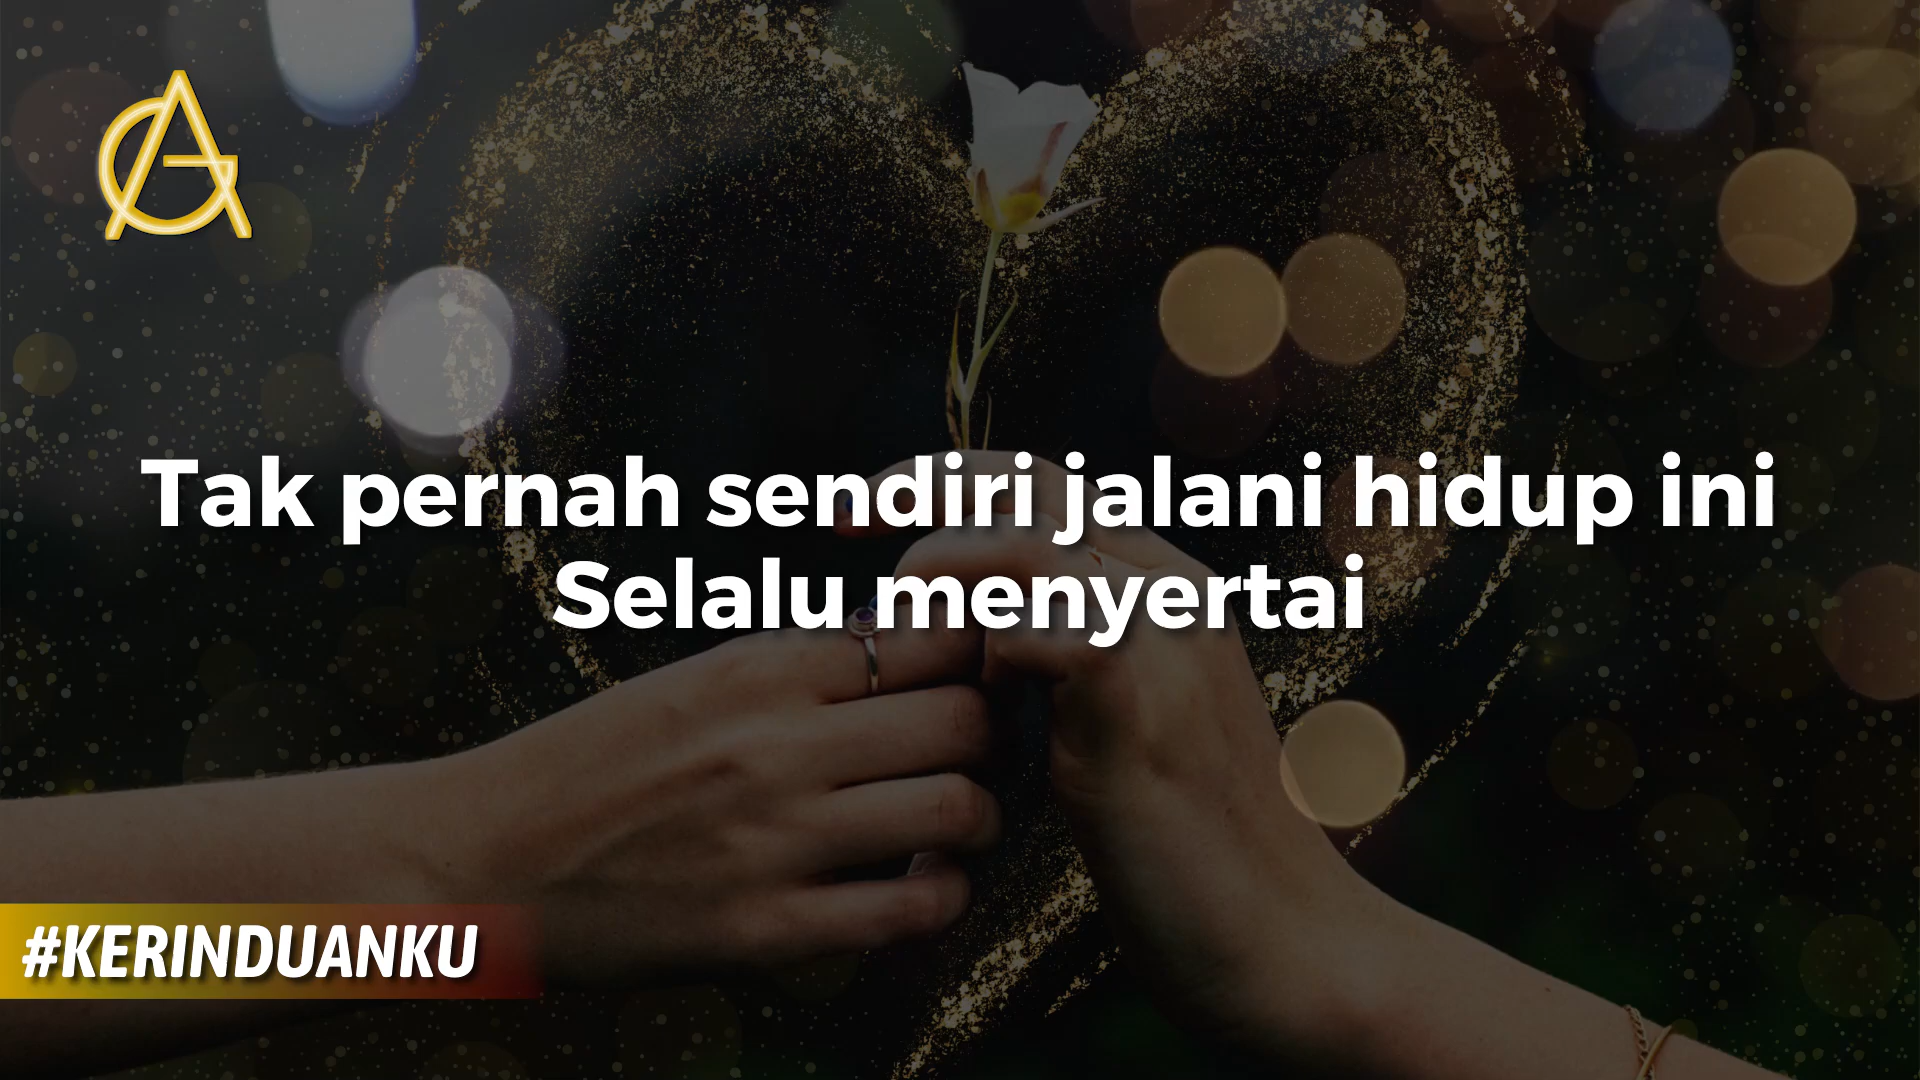 Tak pernah sendiri jalani hidup ini
Selalu menyertai
#KERINDUANKU